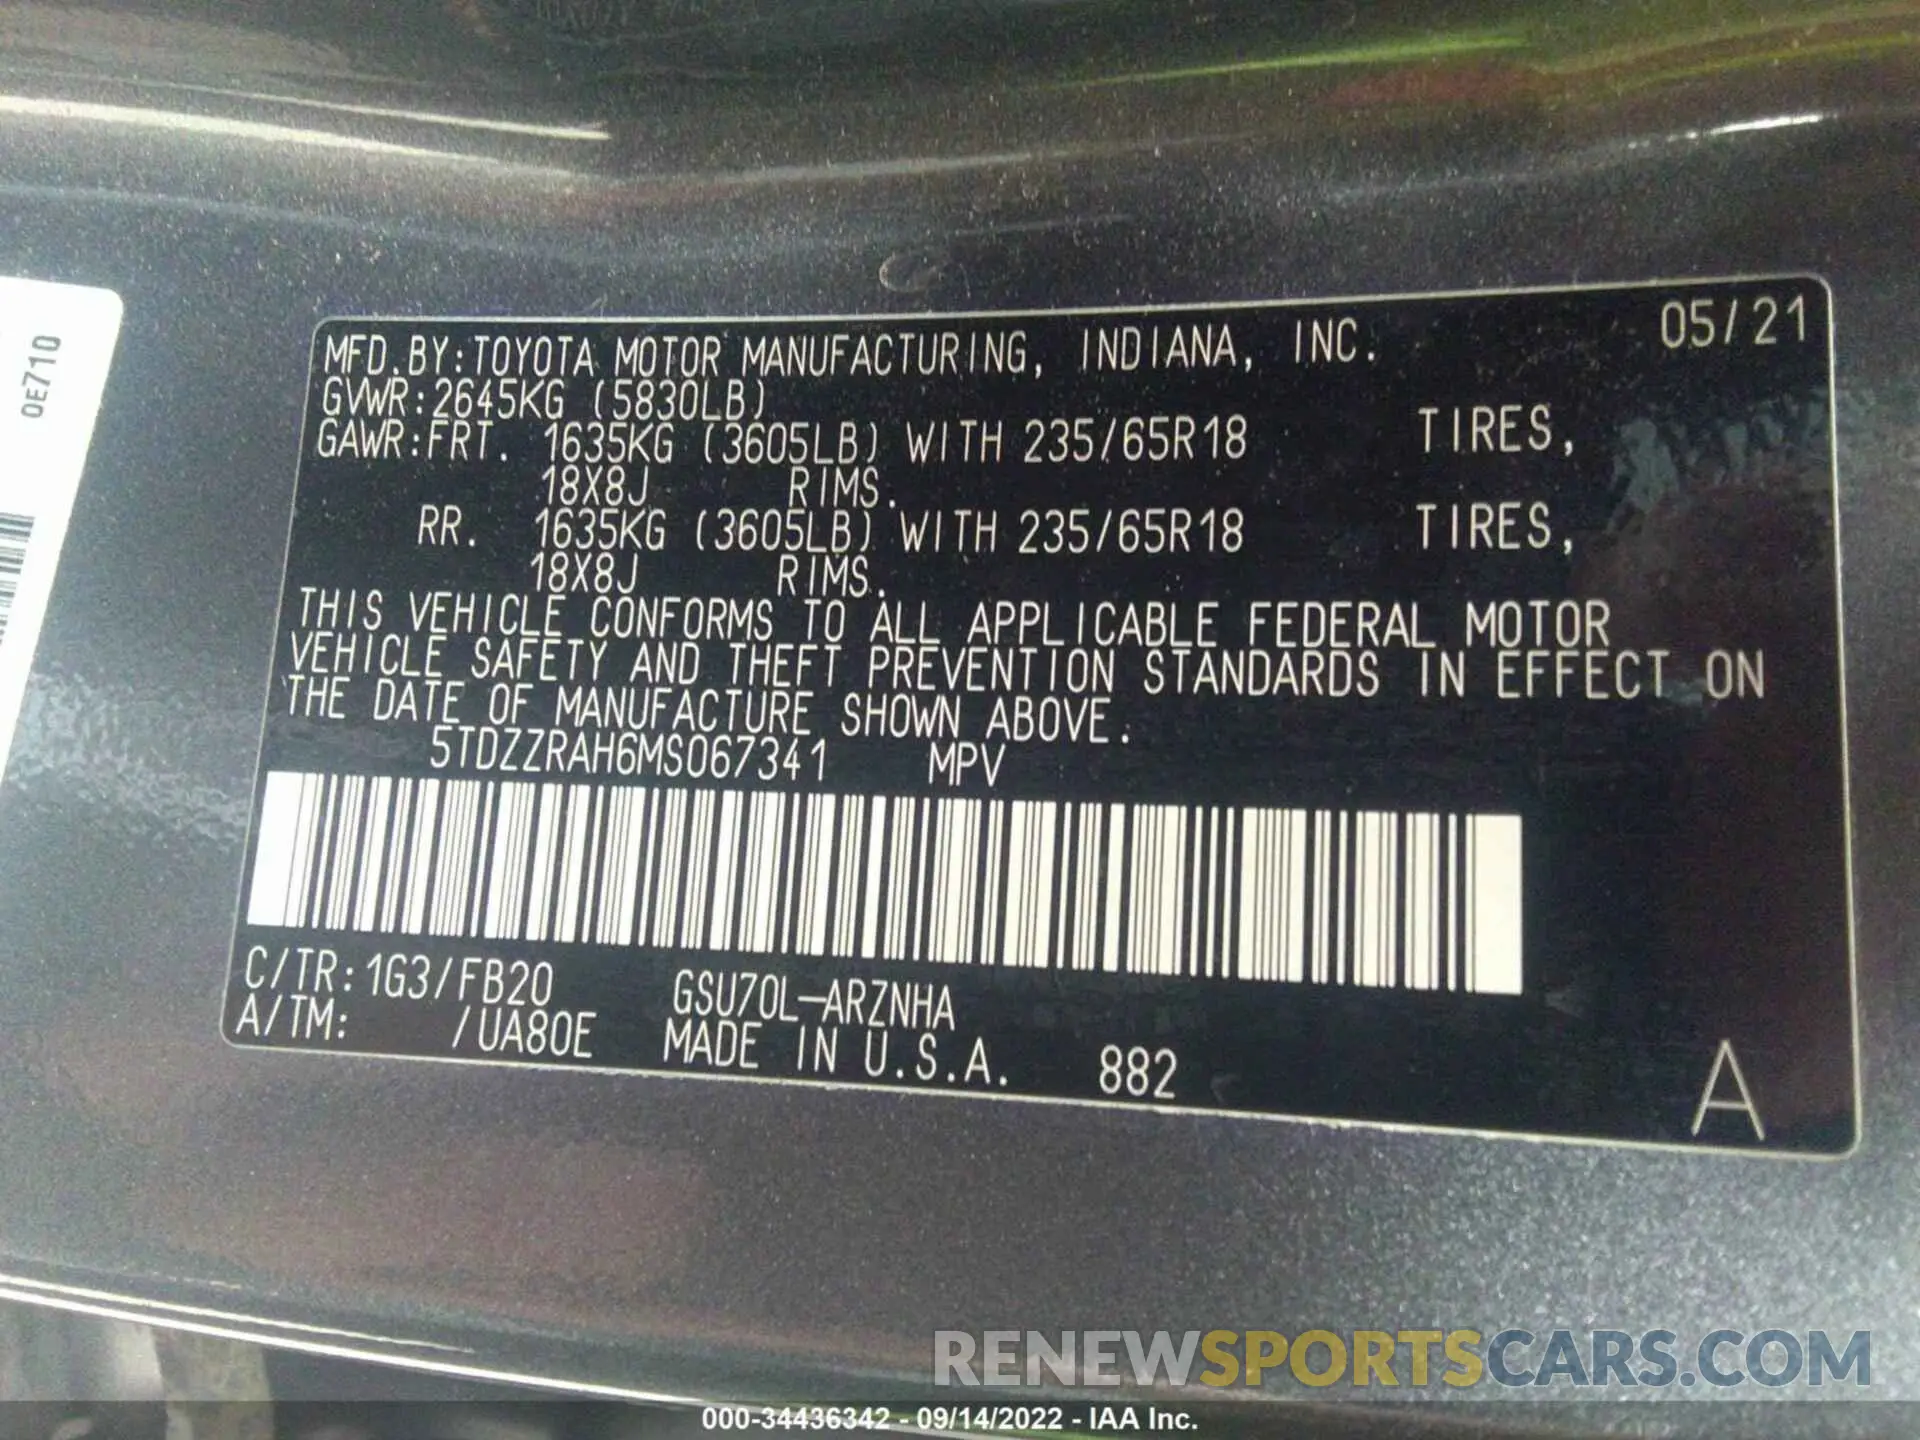 0E710
MFD.BY:TOYOTA MOTOR MANUFACTURING, INDIANA, INC. 05/21
GVWR:2645KG (5830LB)
GAWR:FRT. 1635KG (3605LB) WITH 235/65R18 TIRES,
18X8J RIMS.
RR. 1635KG (3605LB) WITH 235/65R18 TIRES,
18X8J RIMS.
THIS VEHICLE CONFORMS TO ALL APPLICABLE FEDERAL MOTOR
VEHICLE SAFETY AND THEFT PREVENTION STANDARDS IN EFFECT ON
THE DATE OF MANUFACTURE SHOWN ABOVE.
5TDZZRAH6MS067341 MPV
C/TR:1G3/FB20 GSU70L-ARZNHA
A/TM: /UA80E MADE IN U.S.A. 882
A
RENEWSPORTSCARS.COM
000-34436342 - 09/14/2022 - IAA Inc.